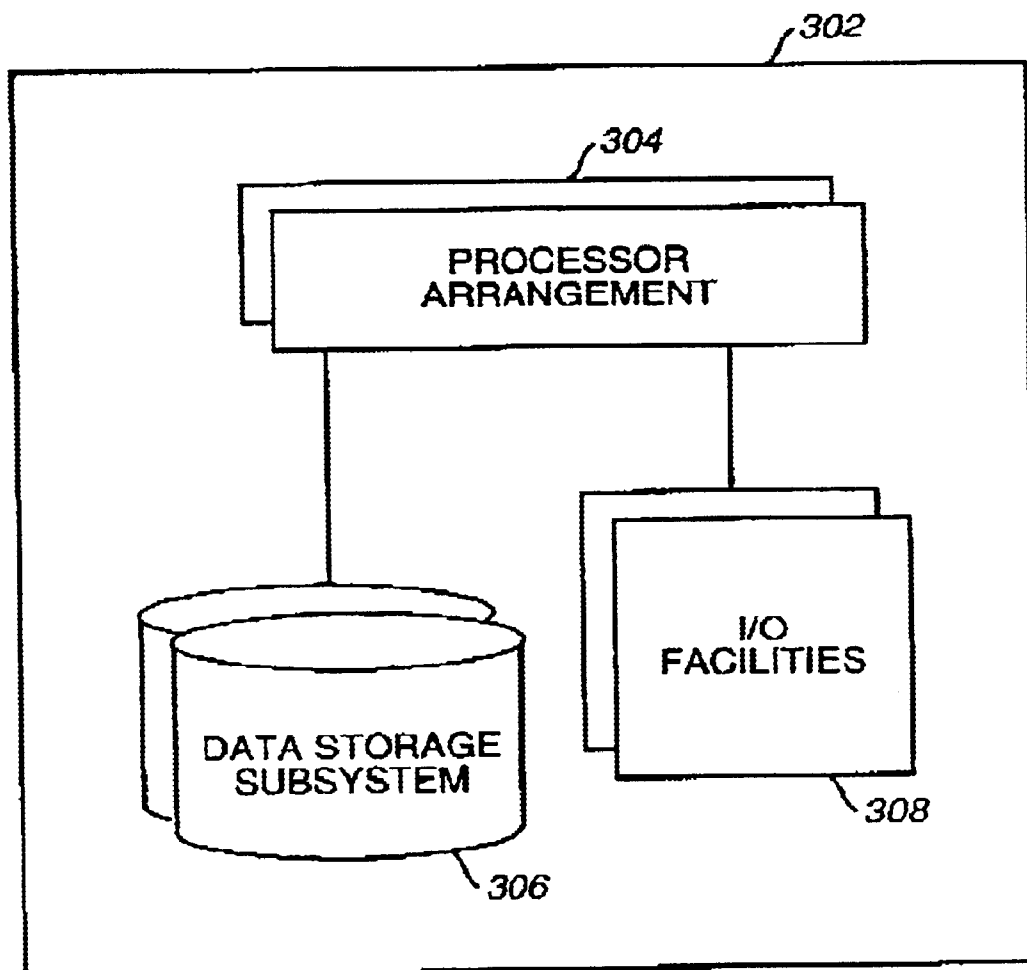 302
304
PROCESSOR
ARRANGEMENT
I/O
FACILITIES
DATA STORAGE
SUBSYSTEM
308
306